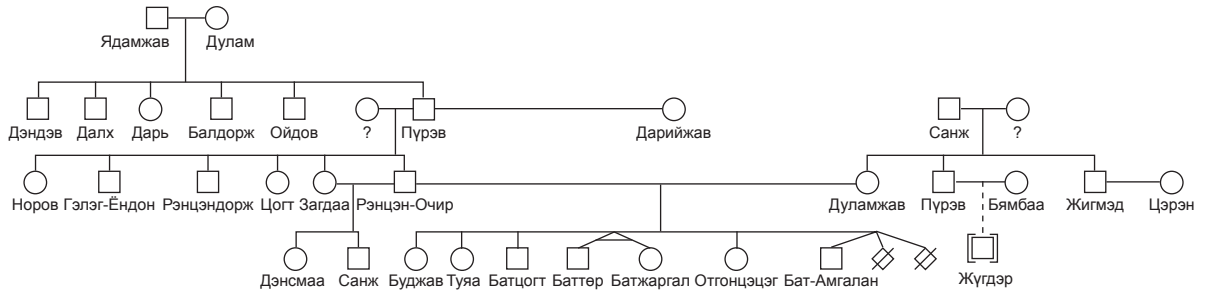 Ядамжав Дулам
Дэндэв Далх Дарь Балдорж Ойдов ? Пүрэв Дарийжав Санж ?
Норов Гэлэг-Ёндон Рэнцэндорж Цогт Загдаа Рэнцэн-Очир Дуламжав Пүрэв Бямбаа Жигмэд Цэрэн
Дэнсмаа Санж Буджав Туяа Батцогт Баттөр Батжаргал Отгонцэцэг Бат-Амгалан Жүгдэр